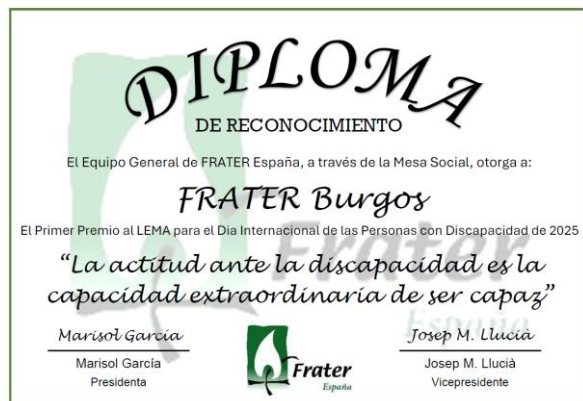 DIPLOMA
DE RECONOCIMIENTO
El Equipo General de FRATER España, a través de la Mesa Social, otorga a:
FRATER Burgos
El Primer Premio al LEMA para el Dia Internacional de las Personas con Discapacidad de 2025
“La actitud ante la discapacidad es la
capacidad extraordinaria de ser capaz”
Frater
España
Marisol García
Marisol García
Presidenta
Frater
España
Josep M. Llucià
Josep M. Llucià
Vicepresidente